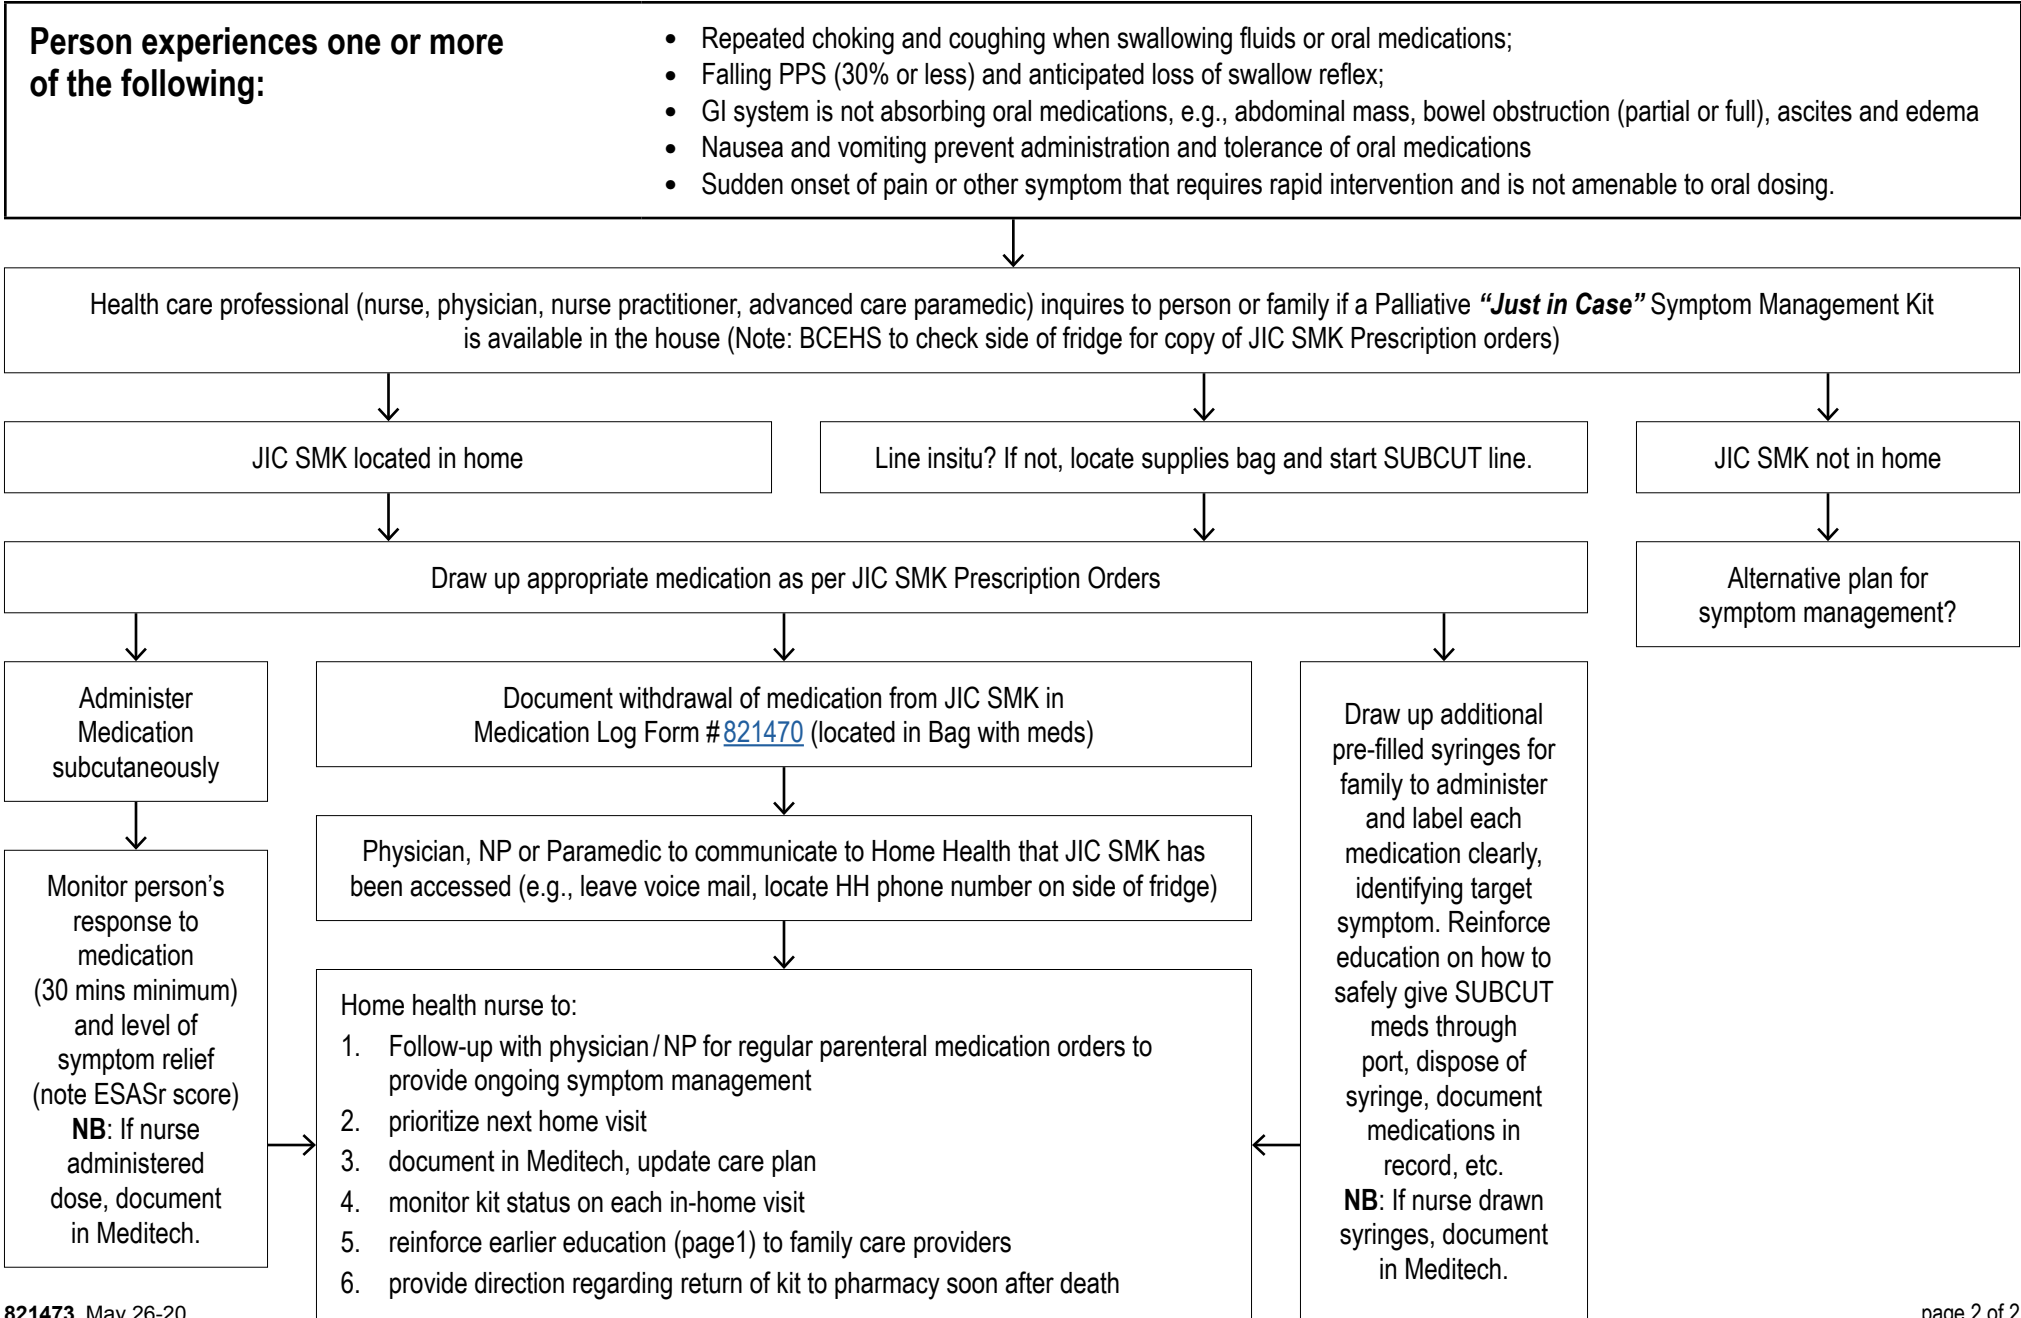 Person experiences one or more
of the following:
• Repeated choking and coughing when swallowing fluids or oral medications;
• Falling PPS (30% or less) and anticipated loss of swallow reflex;
• GI system is not absorbing oral medications, e.g., abdominal mass, bowel obstruction (partial or full), ascites and edema
• Nausea and vomiting prevent administration and tolerance of oral medications
• Sudden onset of pain or other symptom that requires rapid intervention and is not amenable to oral dosing.
Health care professional (nurse, physician, nurse practitioner, advanced care paramedic) inquires to person or family if a Palliative “Just in Case” Symptom Management Kit
is available in the house (Note: BCEHS to check side of fridge for copy of JIC SMK Prescription orders)
JIC SMK located in home
Line insitu? If not, locate supplies bag and start SUBCUT line.
JIC SMK not in home
Draw up appropriate medication as per JIC SMK Prescription Orders
Alternative plan for
symptom management?
Administer
Medication
subcutaneously
Document withdrawal of medication from JIC SMK in
Medication Log Form # 821470 (located in Bag with meds)
Physician, NP or Paramedic to communicate to Home Health that JIC SMK has
been accessed (e.g., leave voice mail, locate HH phone number on side of fridge)
Monitor person’s
response to
medication
(30 mins minimum)
and level of
symptom relief
(note ESASr score)
NB: If nurse
administered
dose, document
in Meditech.
Home health nurse to:
1. Follow-up with physician / NP for regular parenteral medication orders to
provide ongoing symptom management
2. prioritize next home visit
3. document in Meditech, update care plan
4. monitor kit status on each in-home visit
5. reinforce earlier education (page1) to family care providers
6. provide direction regarding return of kit to pharmacy soon after death
Draw up additional
pre-filled syringes for
family to administer
and label each
medication clearly,
identifying target
symptom. Reinforce
education on how to
safely give SUBCUT
meds through
port, dispose of
syringe, document
medications in
record, etc.
NB: If nurse drawn
syringes, document
in Meditech.
821473 May 26-20
page 2 of 2